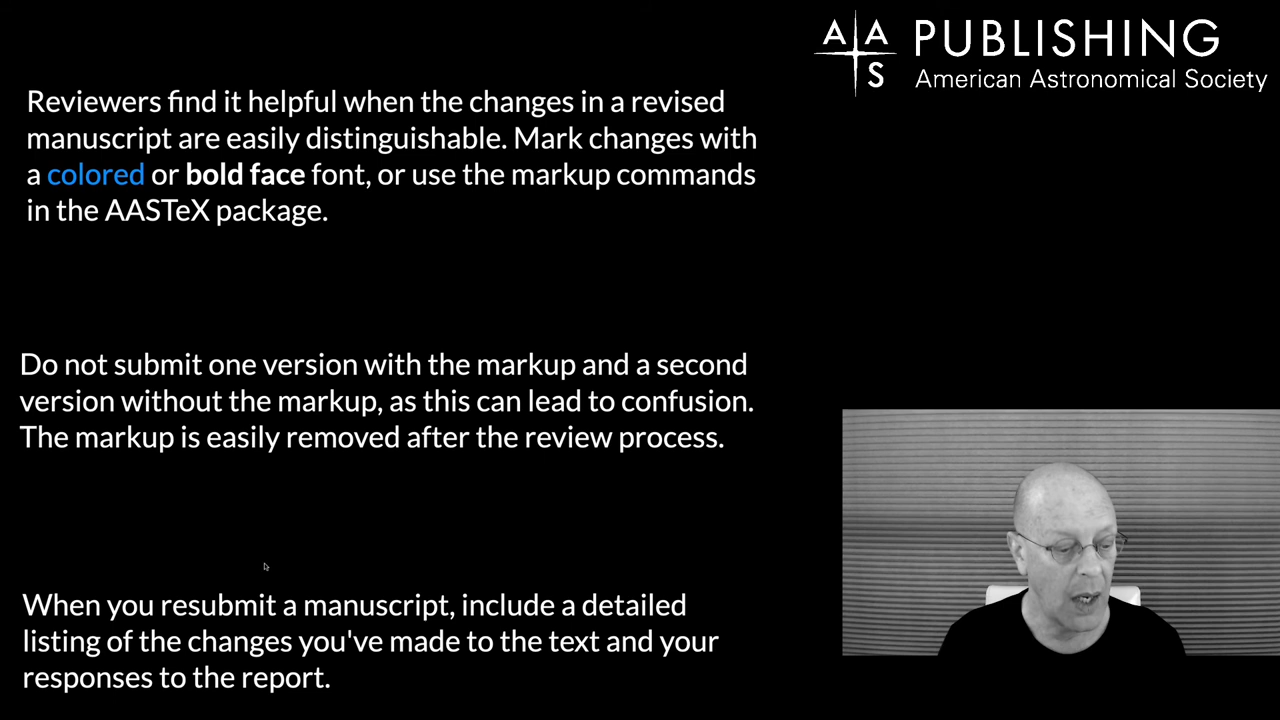 A A
S
PUBLISHING
American Astronomical Society
Reviewers find it helpful when the changes in a revised
manuscript are easily distinguishable. Mark changes with
a colored or bold face font, or use the markup commands
in the AASTeX package.
Do not submit one version with the markup and a second
version without the markup, as this can lead to confusion.
The markup is easily removed after the review process.
When you resubmit a manuscript, include a detailed
listing of the changes you've made to the text and your
responses to the report.